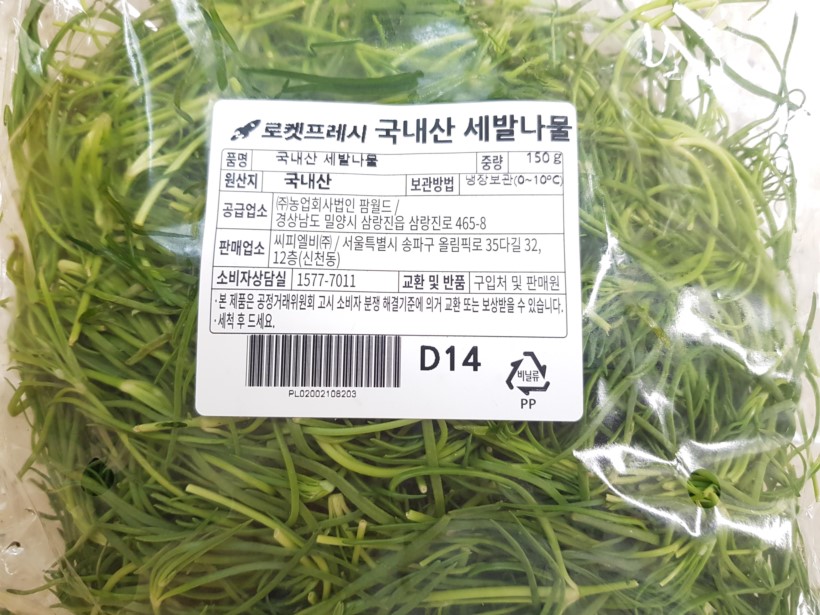 로켓프레시 국내산 세발나물
품명 국내산 세발나물 중량 150 g
원산지 국내산 보관방법 냉장보관(0~10℃)
공급업소 ㈜농업회사법인 팜월드 /
경상남도 밀양시 삼랑진읍 삼랑진로 465-8
판매업소 씨피엘비㈜ / 서울특별시 송파구 올림픽로 35다길 32,
12층(신천동)
소비자상담실 1577-7011 교환 및 반품 구입처 및 판매원
·본 제품은 공정거래위원회 고시 소비자 분쟁 해결기준에 의거 교환 또는 보상받을 수 있습니다.
·세척 후 드세요.
D14
비닐류
PP
PL02002108203